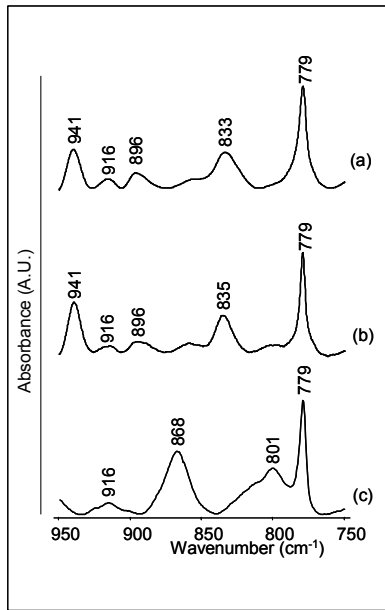 Absorbance (A.U.)
941
916
896
833
779
(a)
941
916
896
835
779
(b)
916
868
801
779
(c)
950 900 850 800 750
Wavenumber (cm⁻¹)